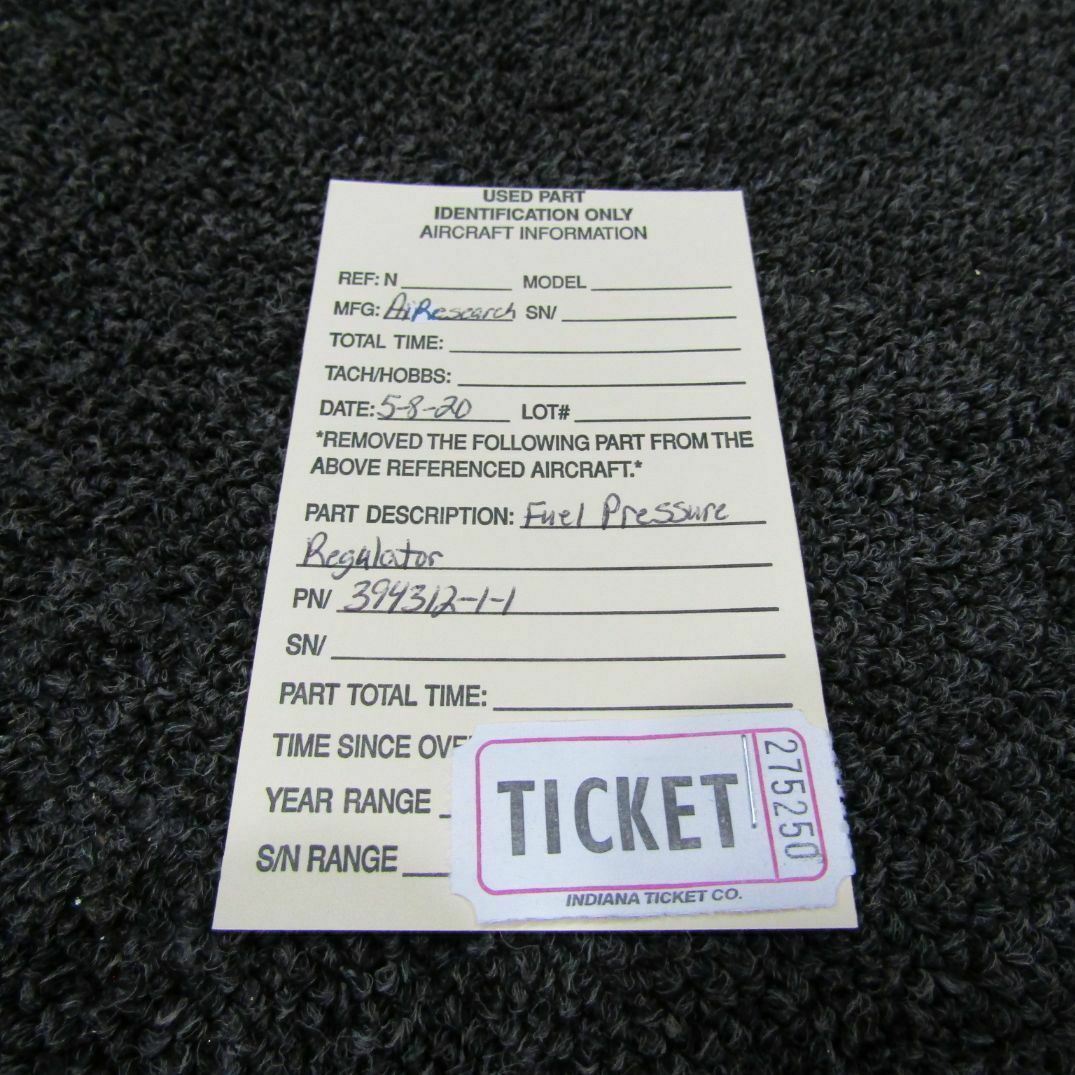 USED PART
IDENTIFICATION ONLY
AIRCRAFT INFORMATION
REF: N MODEL
MFG: AiResearch SN/
TOTAL TIME:
TACH/HOBBS:
DATE: 5-8-20 LOT#
*REMOVED THE FOLLOWING PART FROM THE
ABOVE REFERENCED AIRCRAFT.*
PART DESCRIPTION: Fuel Pressure
Regulator
PN/ 394312-1-1
SN/
PART TOTAL TIME:
TIME SINCE
YEAR RANGE
S/N RANGE
TICKET
275250
INDIANA TICKET CO.